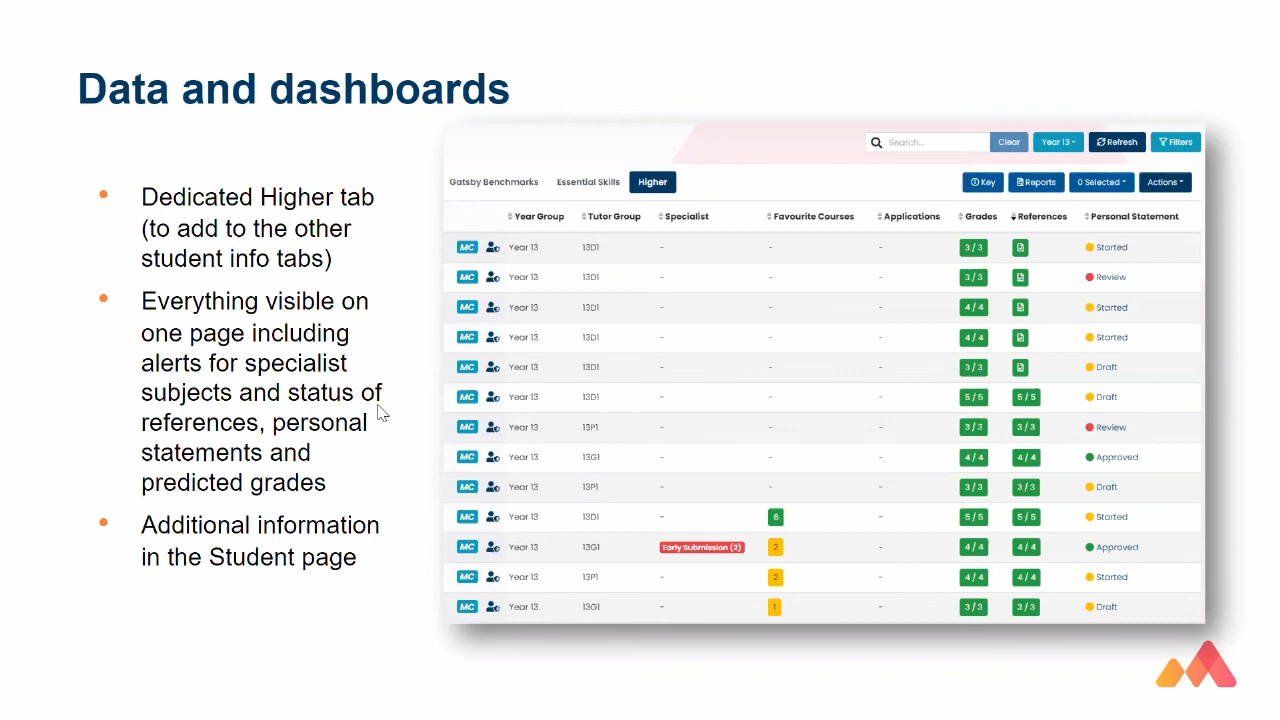 Data and dashboards
Dedicated Higher tab
(to add to the other
student info tabs)
Everything visible on
one page including
alerts for specialist
subjects and status of
references, personal
statements and
predicted grades
Additional information
in the Student page
Search... Clear Year 13 Refresh Filters
Gatsby Benchmarks Essential Skills Higher Key Reports 0 Selected Actions
Year Group Tutor Group Specialist Favourite Courses Applications Grades References Personal Statement
MC Year 13 13D1 - - - 3 / 3 Started
MC Year 13 13D1 - - - 3 / 3 Review
MC Year 13 13D1 - - - 4 / 4 Started
MC Year 13 13D1 - - - 4 / 4 Started
MC Year 13 13D1 - - - 3 / 3 Draft
MC Year 13 13D1 - - - 5 / 5 5 / 5 Draft
MC Year 13 13P1 - - - 3 / 3 3 / 3 Review
MC Year 13 13G1 - - - 4 / 4 4 / 4 Approved
MC Year 13 13P1 - - - 3 / 3 3 / 3 Draft
MC Year 13 13D1 - 6 - 5 / 5 5 / 5 Started
MC Year 13 13G1 Early Submission (2) 2 - 4 / 4 4 / 4 Approved
MC Year 13 13P1 - 2 - 4 / 4 4 / 4 Started
MC Year 13 13G1 - 1 - 3 / 3 3 / 3 Draft